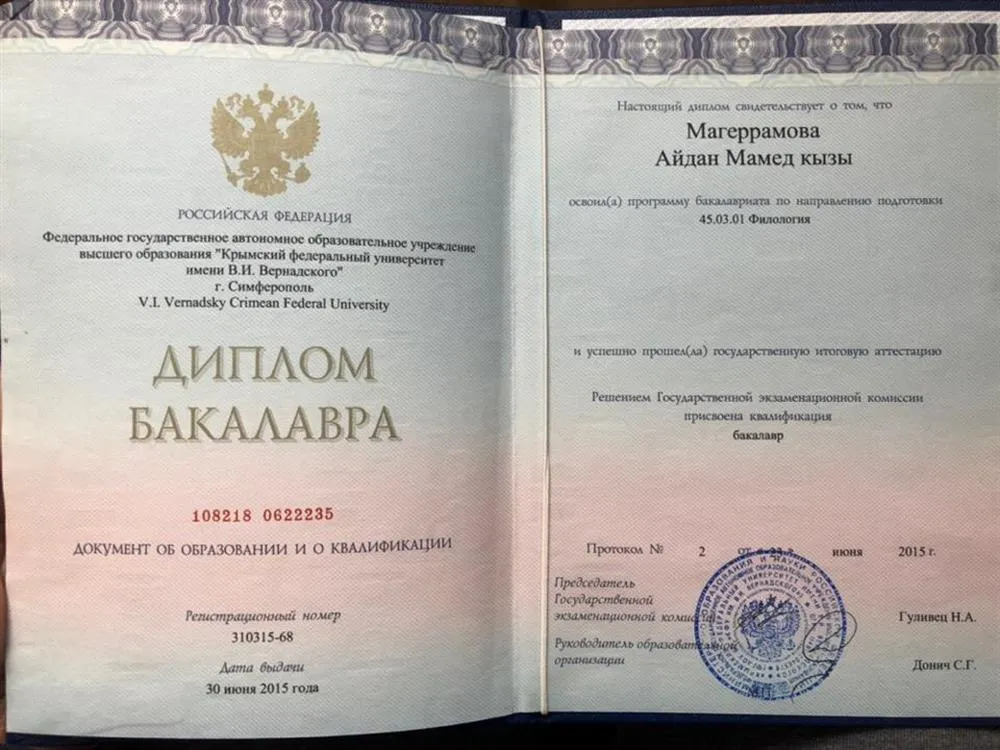 РОССИЙСКАЯ ФЕДЕРАЦИЯ
Федеральное государственное автономное образовательное учреждение
высшего образования "Крымский федеральный университет
имени В.И. Вернадского"
г. Симферополь
V.I. Vernadsky Crimean Federal University
ДИПЛОМ
БАКАЛАВРА
108218 0622235
ДОКУМЕНТ ОБ ОБРАЗОВАНИИ И О КВАЛИФИКАЦИИ
Регистрационный номер
310315-68
Дата выдачи
30 июня 2015 года
Настоящий диплом свидетельствует о том, что
Магеррамова
Айдан Мамед кызы
освоил(а) программу бакалавриата по направлению подготовки
45.03.01 Филология
и успешно прошел(ла) государственную итоговую аттестацию
Решением Государственной экзаменационной комиссии
присвоена квалификация
бакалавр
Протокол № 2 от июня 2015 г.
Председатель
Государственной
экзаменационной комиссии
Гуливец Н.А.
Руководитель образовательной
организации
Донич С.Г.